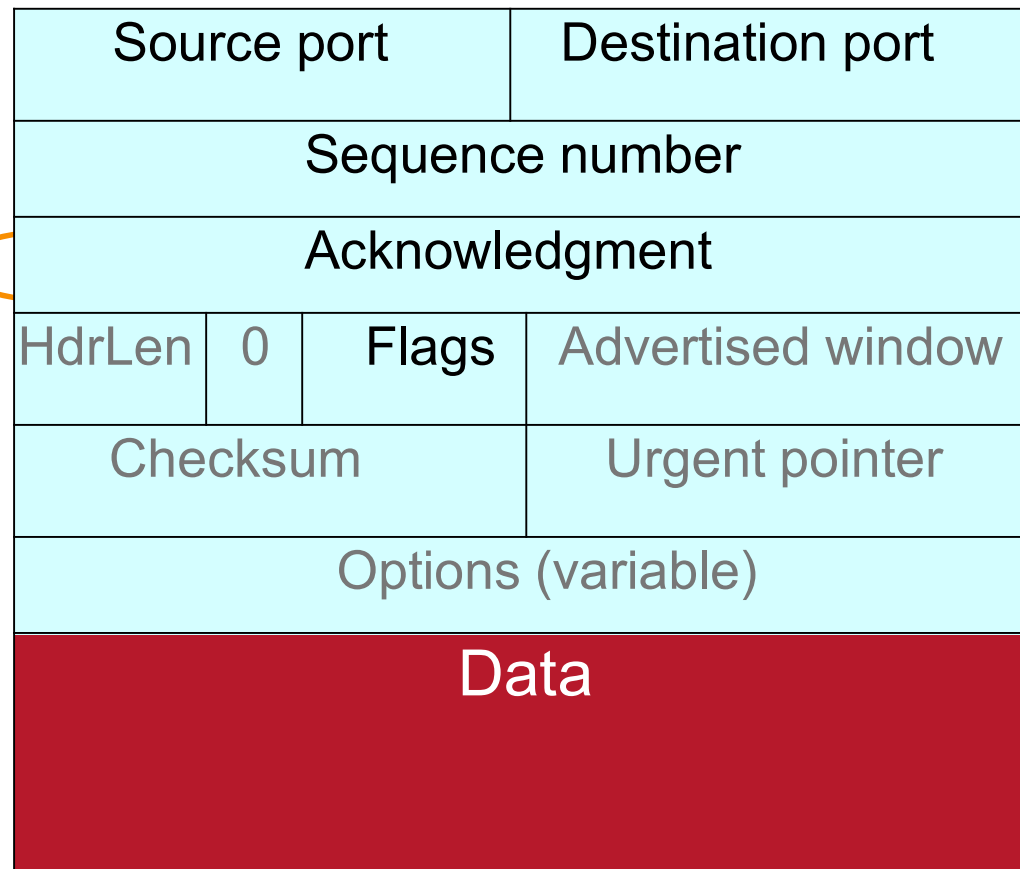 Source port Destination port
Sequence number
Acknowledgment
HdrLen 0 Flags Advertised window
Checksum Urgent pointer
Options (variable)
Data